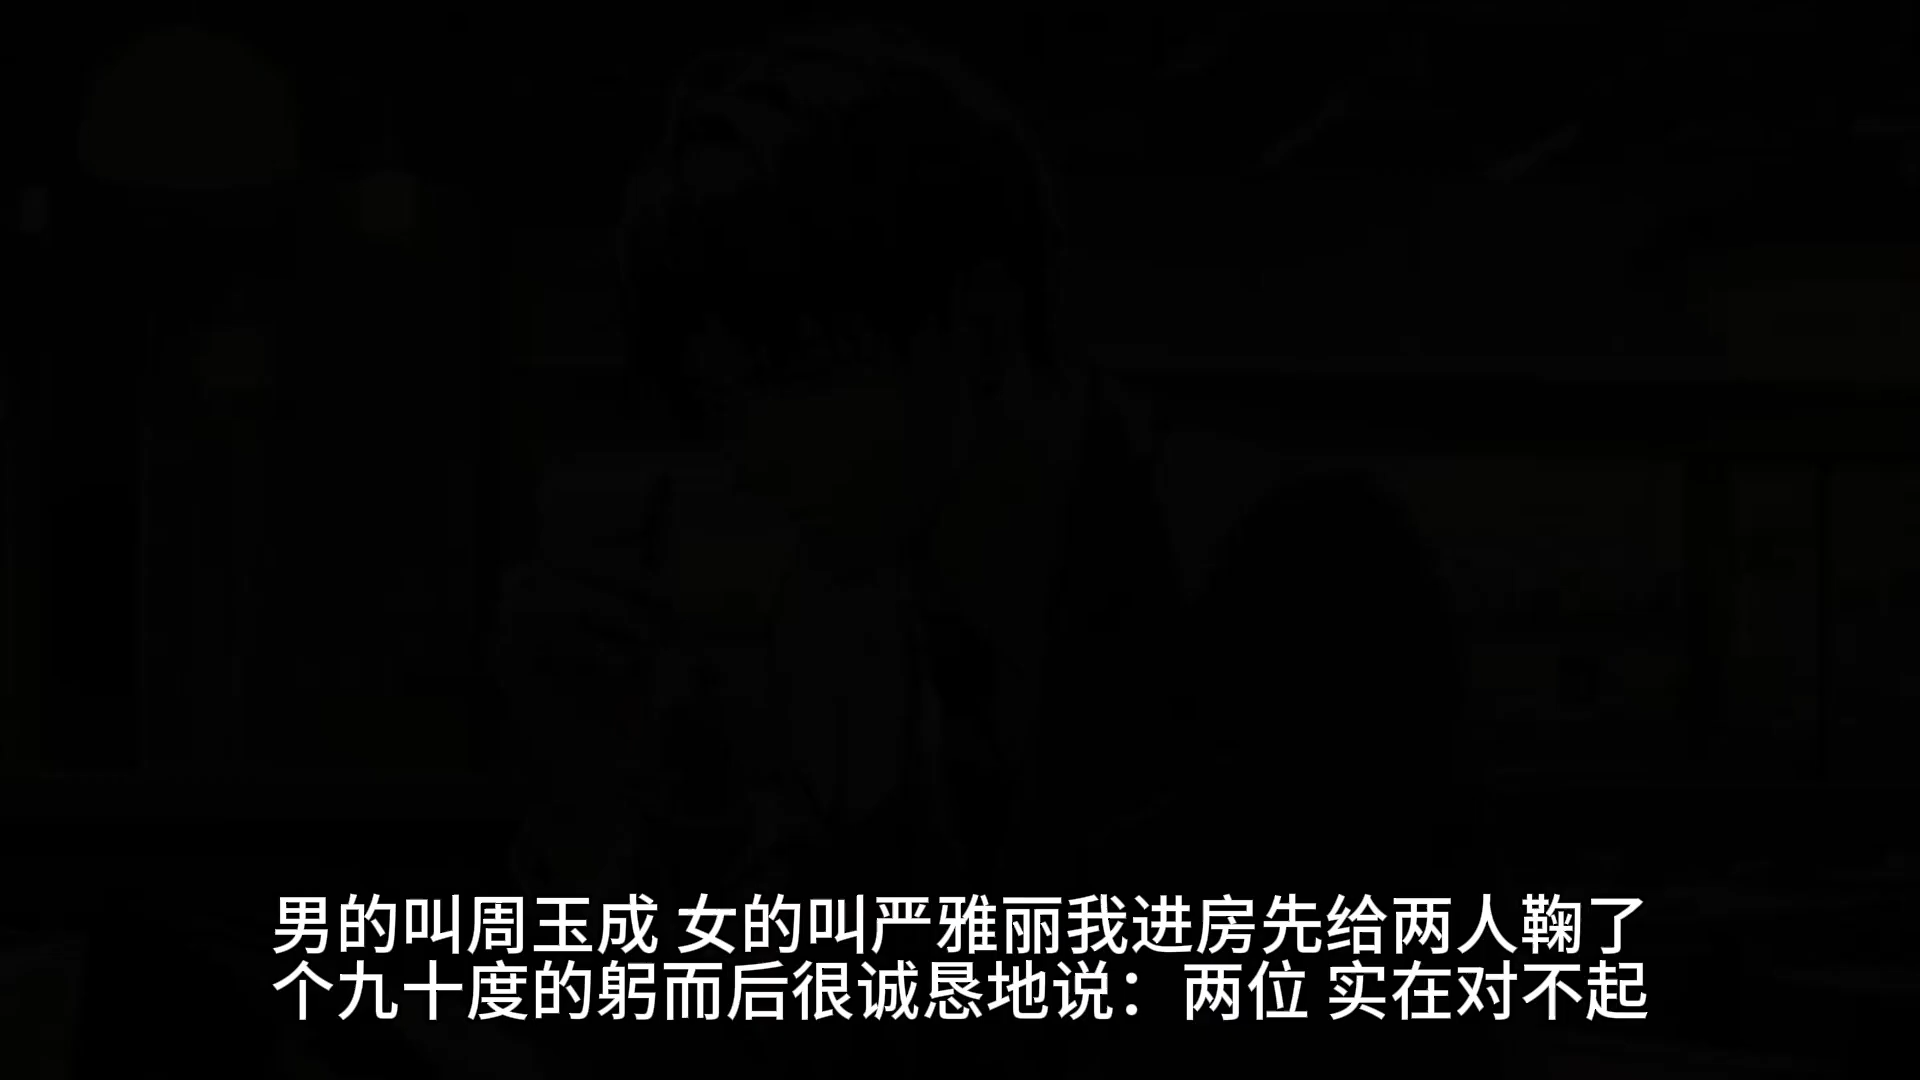 男的叫周玉成 女的叫严雅丽我进房先给两人鞠了
个九十度的躬而后很诚恳地说：两位 实在对不起